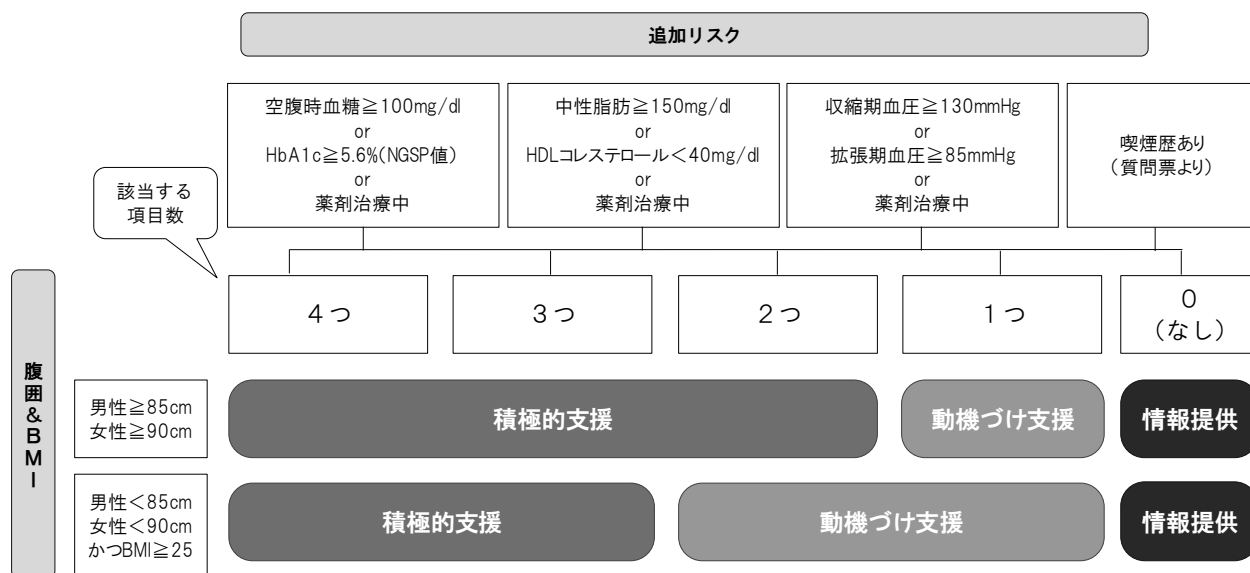 追加リスク
空腹時血糖≧100mg/dl
or
HbA1c≧5.6%(NGSP値)
or
薬剤治療中
中性脂肪≧150mg/dl
or
HDLコレステロール<40mg/dl
or
薬剤治療中
収縮期血圧≧130mmHg
or
拡張期血圧≧85mmHg
or
薬剤治療中
喫煙歴あり
(質問票より)
該当する
項目数
4つ
3つ
2つ
1つ
0
(なし)
腹囲&BMI
男性≧85cm
女性≧90cm
積極的支援
動機づけ支援
情報提供
男性<85cm
女性<90cm
かつBMI≧25
積極的支援
動機づけ支援
情報提供